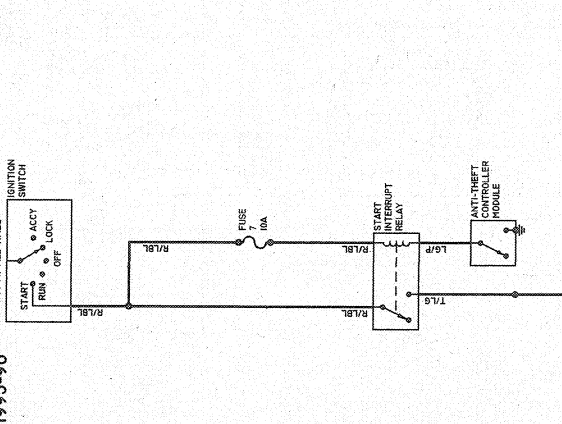 IGNITION
SWITCH
START
RUN
OFF
LOCK
ACCY
R/LBL
R/LBL
FUSE
7
10A
R/LBL
R/LBL
START
INTERRUPT
RELAY
LG/P
T/LG
ANTI-THEFT
CONTROLLER
MODULE